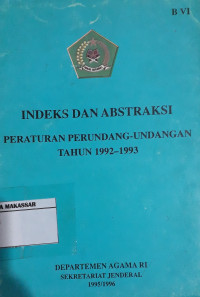 B VI
INDEKS DAN ABSTRAKSI
PERATURAN PERUNDANG-UNDANGAN
TAHUN 1992–1993
A MAKASSAR
DEPARTEMEN AGAMA RI
SEKRETARIAT JENDERAL
1995/1996